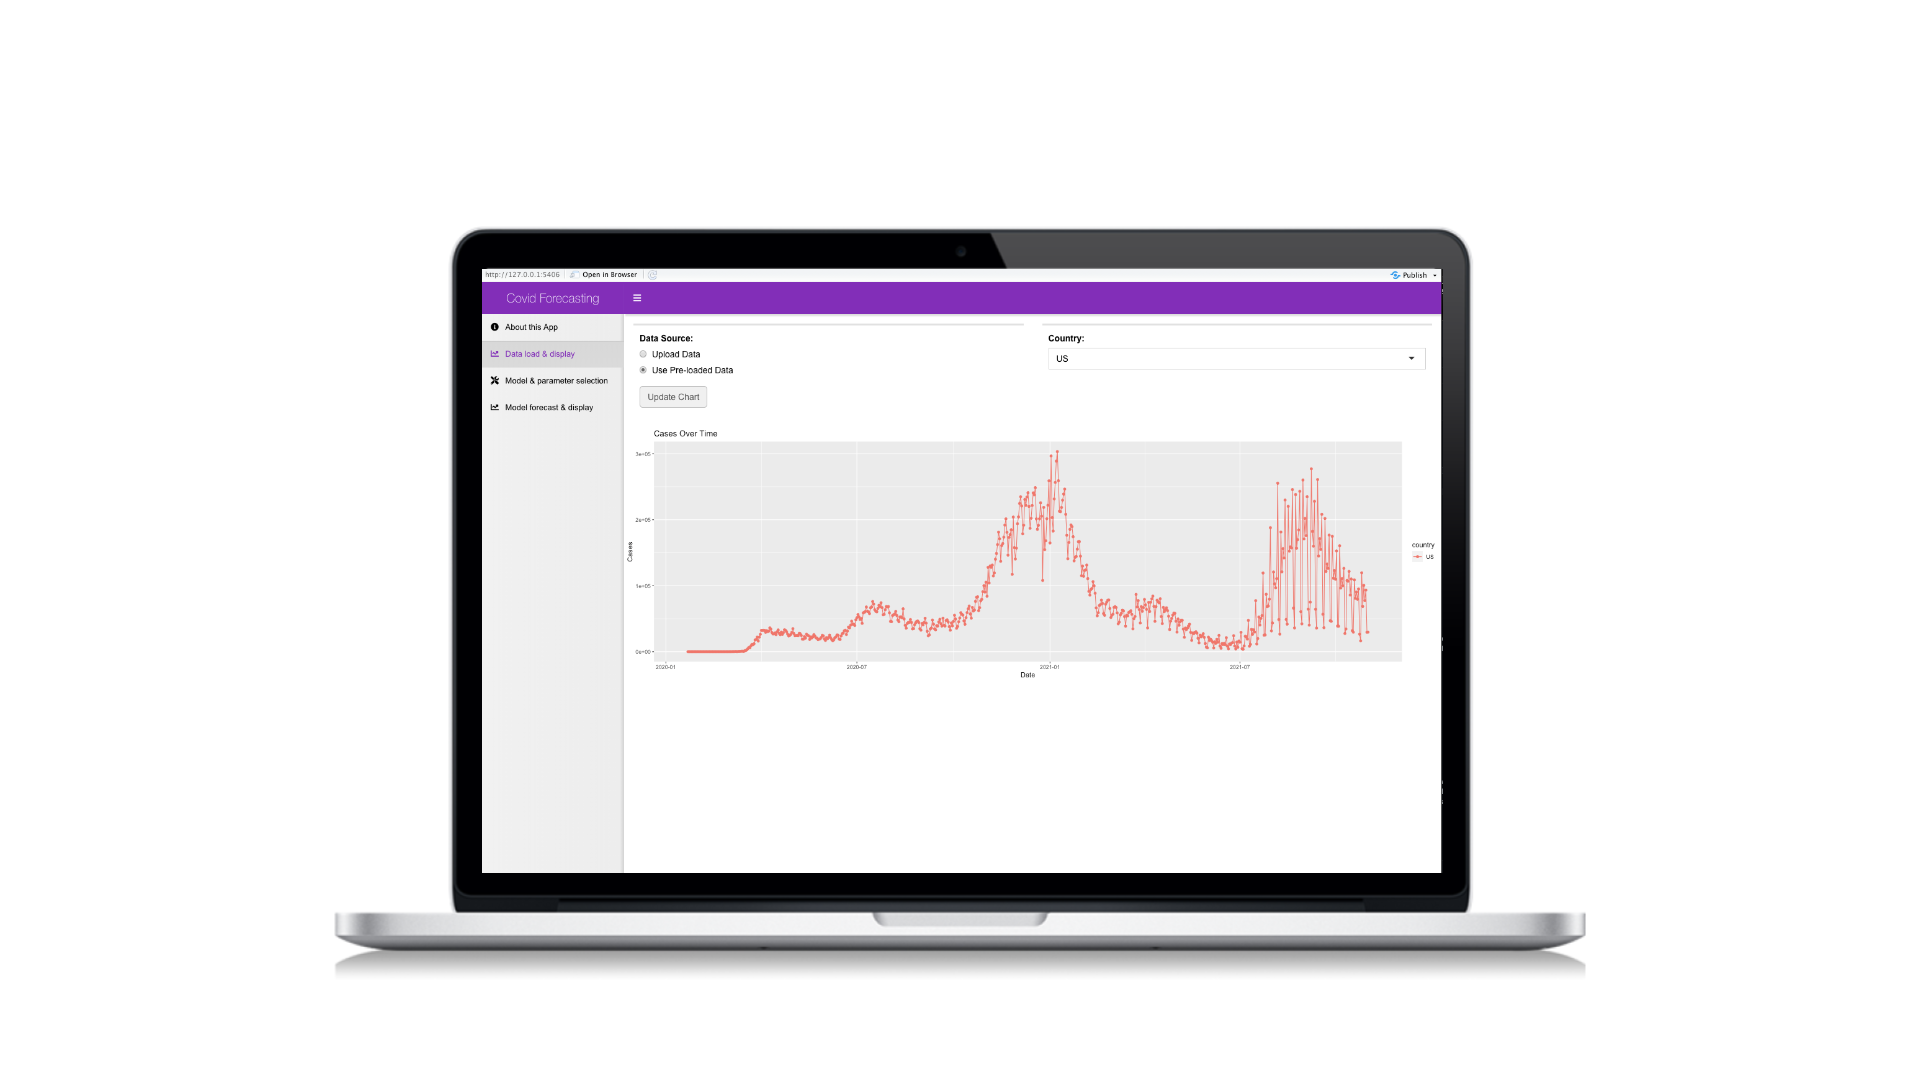 http://127.0.0.1:5406 Open in Browser Publish
Covid Forecasting
About this App
Data load & display
Model & parameter selection
Model forecast & display
Data Source:
Upload Data
Use Pre-loaded Data
Update Chart
Country:
US
Cases Over Time
3e+05
2e+05
1e+05
0e+00
Cases
2020-01 2020-07 2021-01 2021-07
Date
country
US